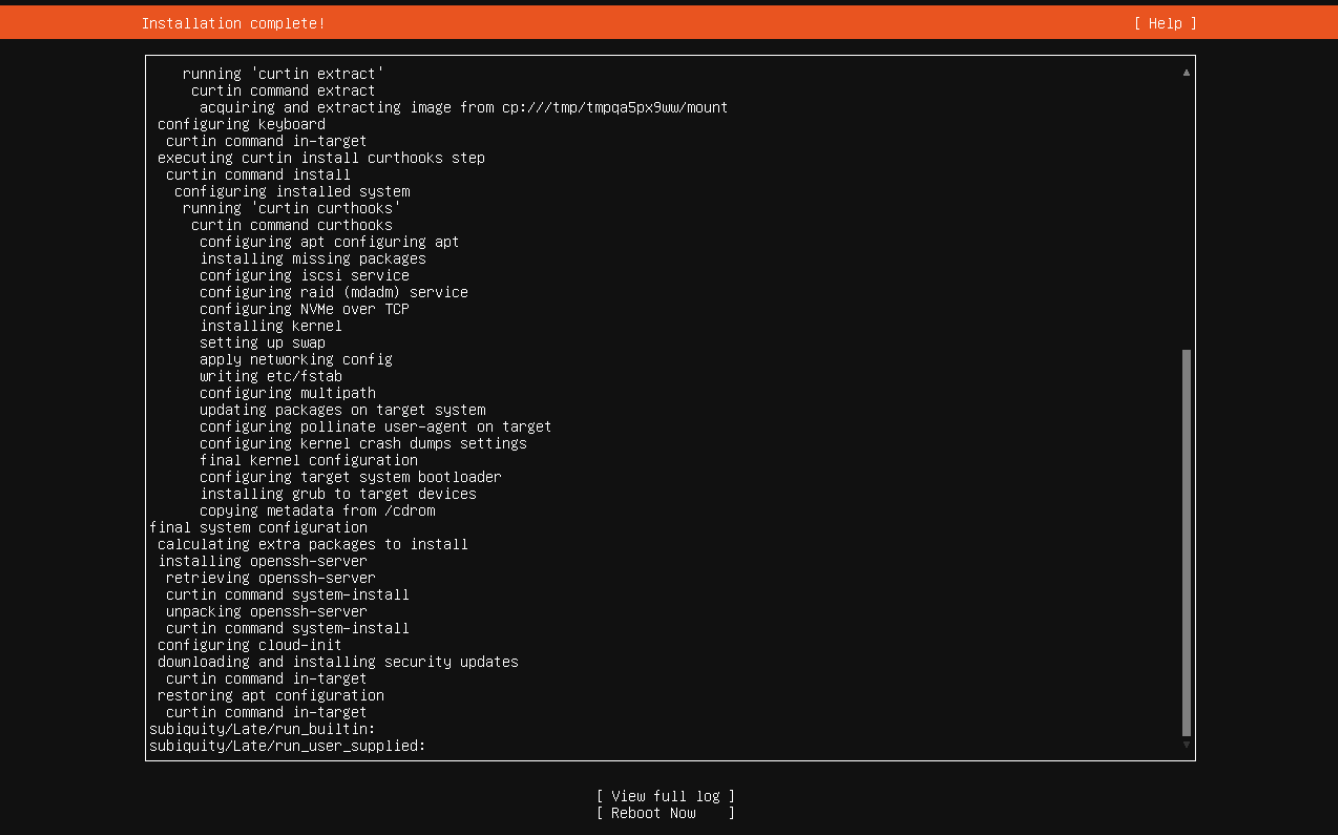 Installation complete! [ Help ]
running 'curtin extract'
curtin command extract
acquiring and extracting image from cp:///tmp/tmpqa5px9ww/mount
configuring keyboard
curtin command in-target
executing curtin install curthooks step
curtin command install
configuring installed system
running 'curtin curthooks'
curtin command curthooks
configuring apt configuring apt
installing missing packages
configuring iscsi service
configuring raid (mdadm) service
configuring NVMe over TCP
installing kernel
setting up swap
apply networking config
writing etc/fstab
configuring multipath
updating packages on target system
configuring pollinate user-agent on target
configuring kernel crash dumps settings
final kernel configuration
configuring target system bootloader
installing grub to target devices
copying metadata from /cdrom
final system configuration
calculating extra packages to install
installing openssh-server
retrieving openssh-server
curtin command system-install
unpacking openssh-server
curtin command system-install
configuring cloud-init
downloading and installing security updates
curtin command in-target
restoring apt configuration
curtin command in-target
subiquity/Late/run_builtin:
subiquity/Late/run_user_supplied:
[ View full log ]
[ Reboot Now ]